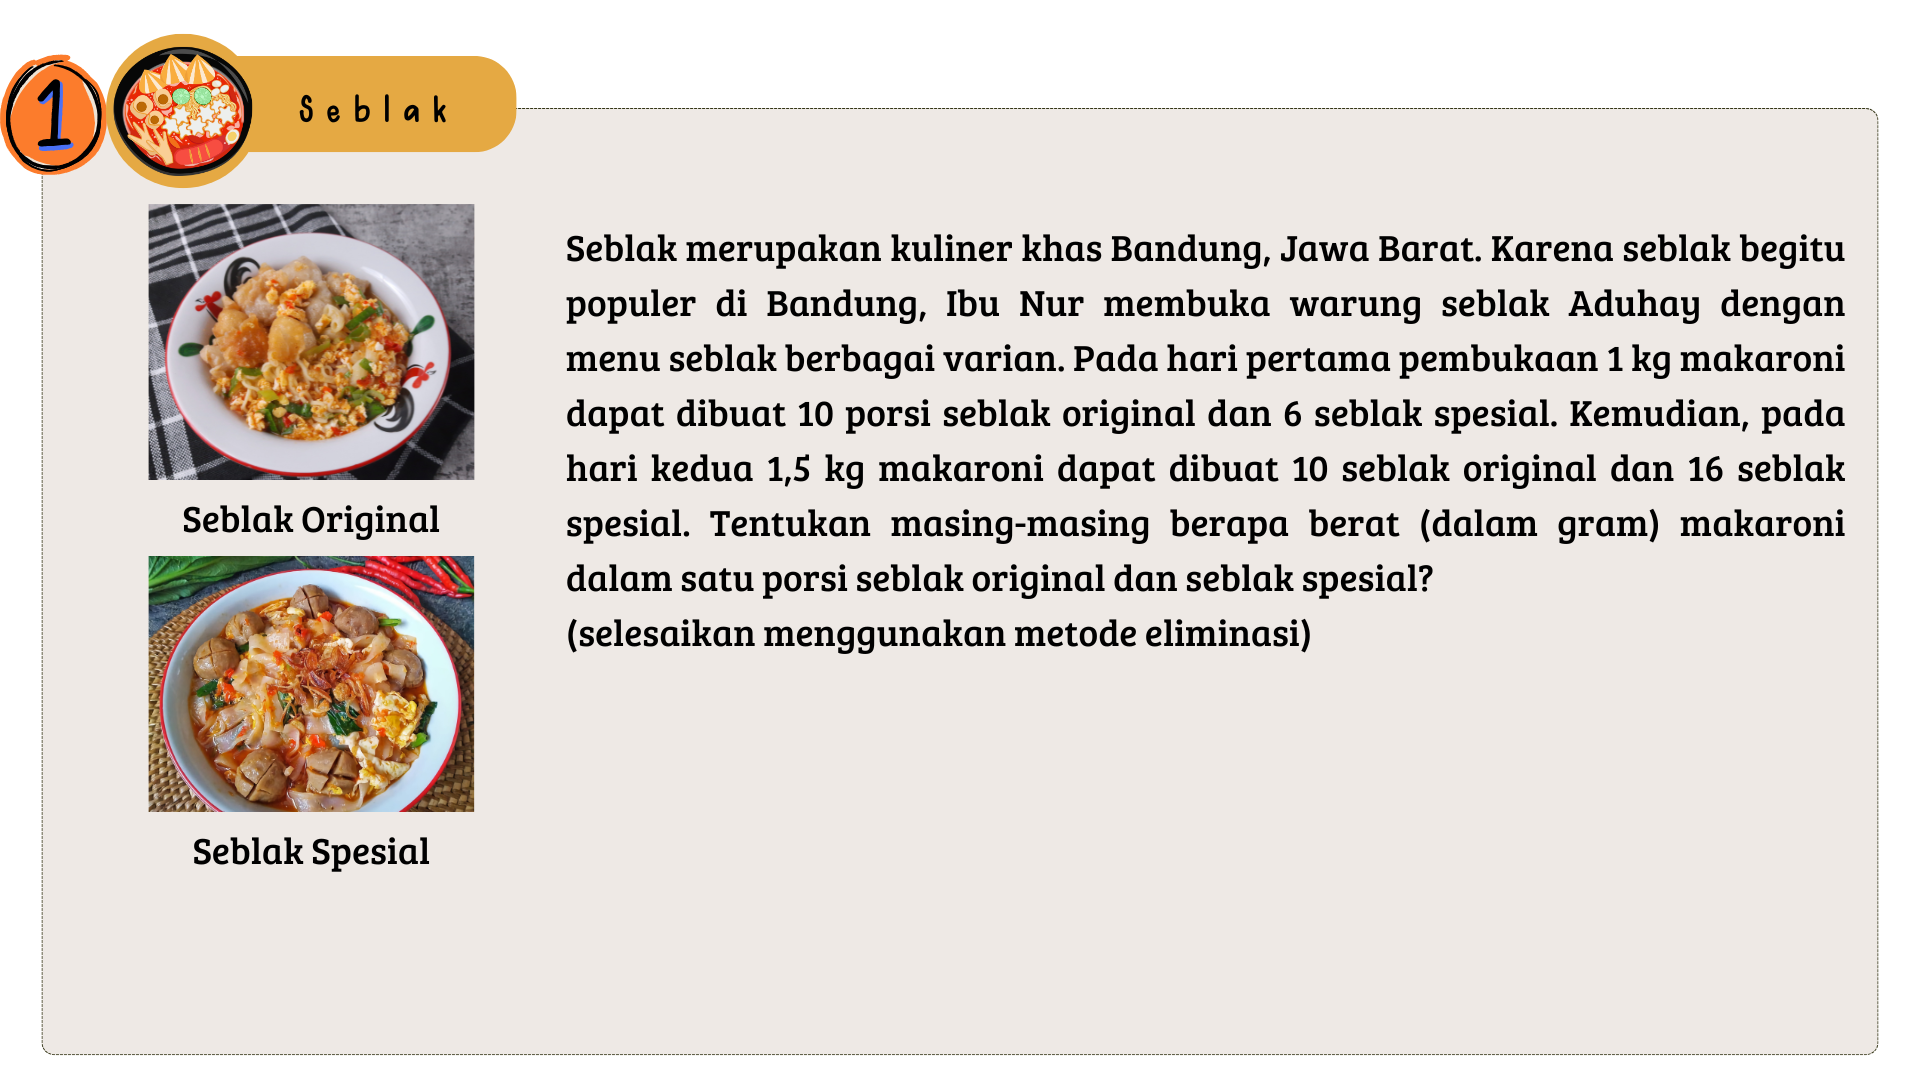 1
Seblak
Seblak Original
Seblak Spesial
Seblak merupakan kuliner khas Bandung, Jawa Barat. Karena seblak begitu
populer di Bandung, Ibu Nur membuka warung seblak Aduhay dengan
menu seblak berbagai varian. Pada hari pertama pembukaan 1 kg makaroni
dapat dibuat 10 porsi seblak original dan 6 seblak spesial. Kemudian, pada
hari kedua 1,5 kg makaroni dapat dibuat 10 seblak original dan 16 seblak
spesial. Tentukan masing-masing berapa berat (dalam gram) makaroni
dalam satu porsi seblak original dan seblak spesial?
(selesaikan menggunakan metode eliminasi)